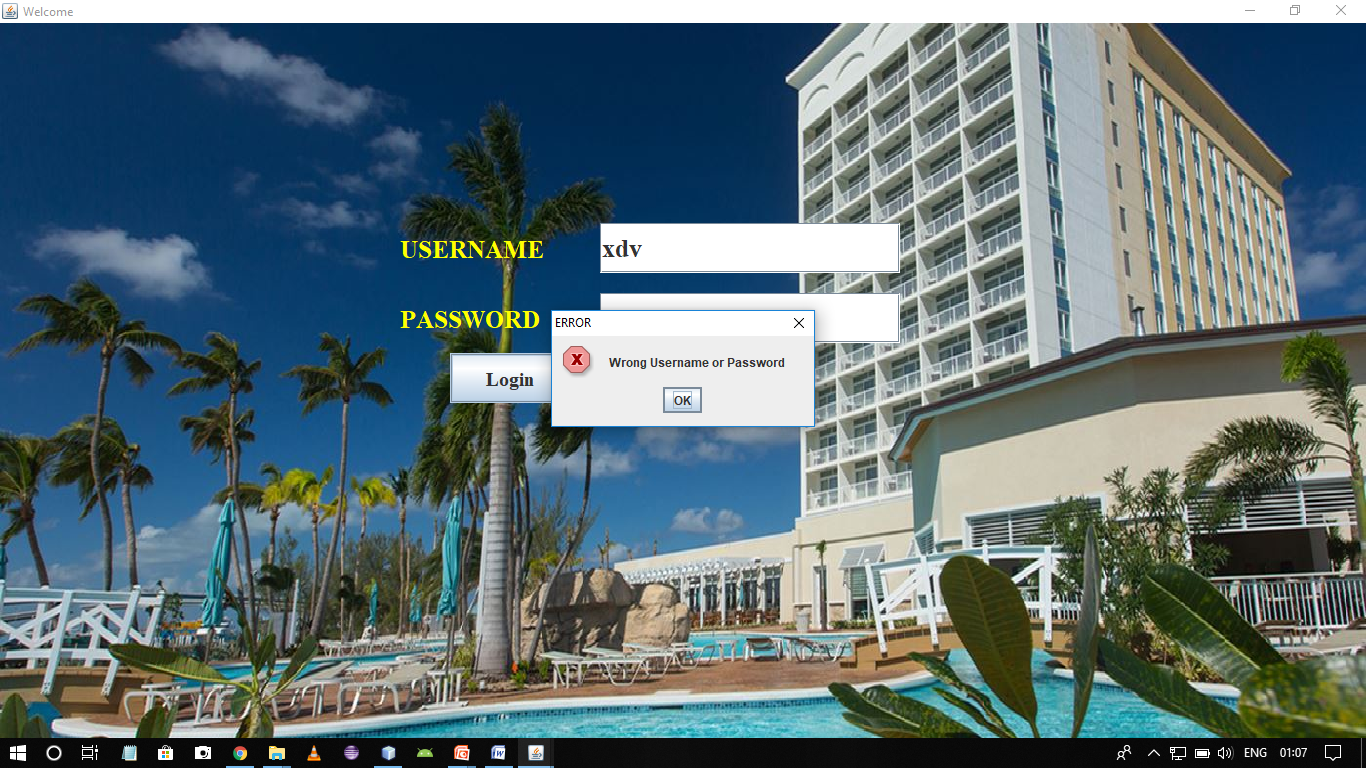 Welcome
USERNAME
xdv
PASSWORD
ERROR
Wrong Username or Password
Login
OK
ENG 01:07